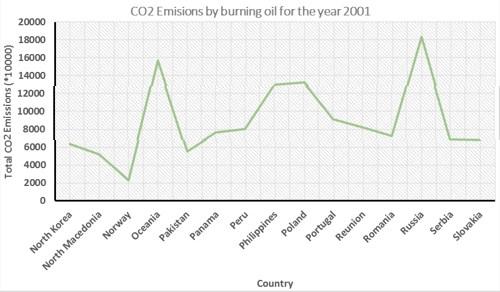 CO2 Emisions by burning oil for the year 2001
Total CO2 Emissions (*10000)
20000
18000
16000
14000
12000
10000
8000
6000
4000
2000
0
North Korea
North Macedonia
Norway
Oceania
Pakistan
Panama
Peru
Philippines
Poland
Portugal
Reunion
Romania
Russia
Serbia
Slovakia
Country